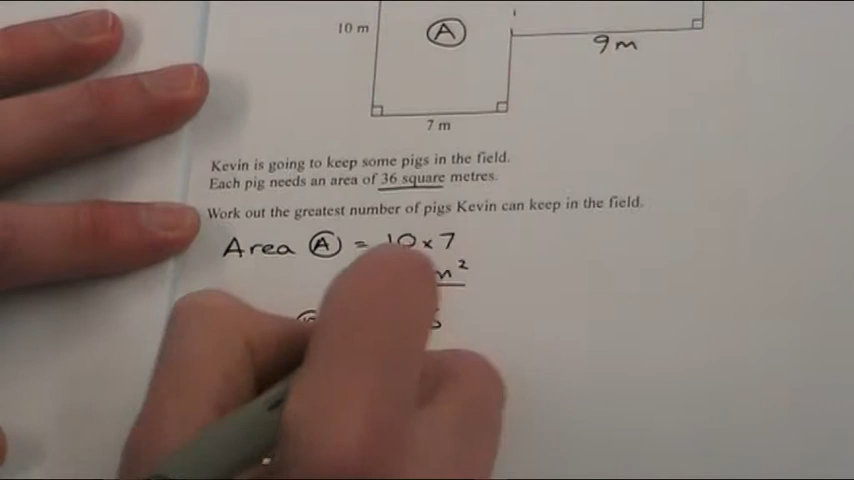 10 m
A
9m
7 m
Kevin is going to keep some pigs in the field.
Each pig needs an area of 36 square metres.
Work out the greatest number of pigs Kevin can keep in the field.
Area A = 10 x 7
m²